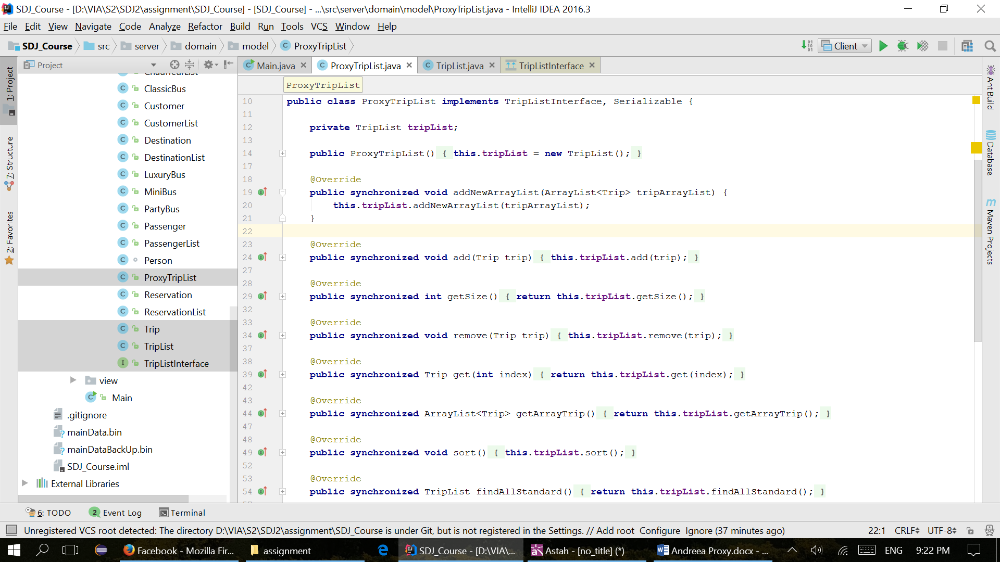 SDJ_Course - [D:\VIA\S2\SDJ2\assignment\SDJ_Course] - [SDJ_Course] - ...\src\server\domain\model\ProxyTripList.java - IntelliJ IDEA 2016.3
File Edit View Navigate Code Analyze Refactor Build Run Tools VCS Window Help
SDJ_Course src server domain model ProxyTripList Client
Project
Main.java ProxyTripList.java TripList.java TripListInterface
1: Project
7: Structure
2: Favorites
ClassicBus
Customer
CustomerList
Destination
DestinationList
LuxuryBus
MiniBus
PartyBus
Passenger
PassengerList
Person
ProxyTripList
Reservation
ReservationList
Trip
TripList
TripListInterface
view
Main
.gitignore
mainData.bin
mainDataBackUp.bin
SDJ_Course.iml
External Libraries
ProxyTripList
10 public class ProxyTripList implements TripListInterface, Serializable {
11
12 private TripList tripList;
13
14 public ProxyTripList() { this.tripList = new TripList(); }
17
18 @Override
19 public synchronized void addNewArrayList(ArrayList<Trip> tripArrayList) {
20 this.tripList.addNewArrayList(tripArrayList);
21 }
22
23 @Override
24 public synchronized void add(Trip trip) { this.tripList.add(trip); }
27
28 @Override
29 public synchronized int getSize() { return this.tripList.getSize(); }
32
33 @Override
34 public synchronized void remove(Trip trip) { this.tripList.remove(trip); }
37
38 @Override
39 public synchronized Trip get(int index) { return this.tripList.get(index); }
42
43 @Override
44 public synchronized ArrayList<Trip> getArrayTrip() { return this.tripList.getArrayTrip(); }
47
48 @Override
49 public synchronized void sort() { this.tripList.sort(); }
52
53 @Override
54 public synchronized TripList findAllStandard() { return this.tripList.findAllStandard(); }
Ant Build
Database
Maven Projects
6: TODO 2 Event Log Terminal
Unregistered VCS root detected: The directory D:\VIA\S2\SDJ2\assignment\SDJ_Course is under Git, but is not registered in the Settings. // Add root Configure Ignore (37 minutes ago) 22:1 CRLF UTF-8
Facebook - Mozilla Fir... assignment SDJ_Course - [D:\VIA\... Astah - [no_title] (*) Andreea Proxy.docx - ... ENG 9:22 PM